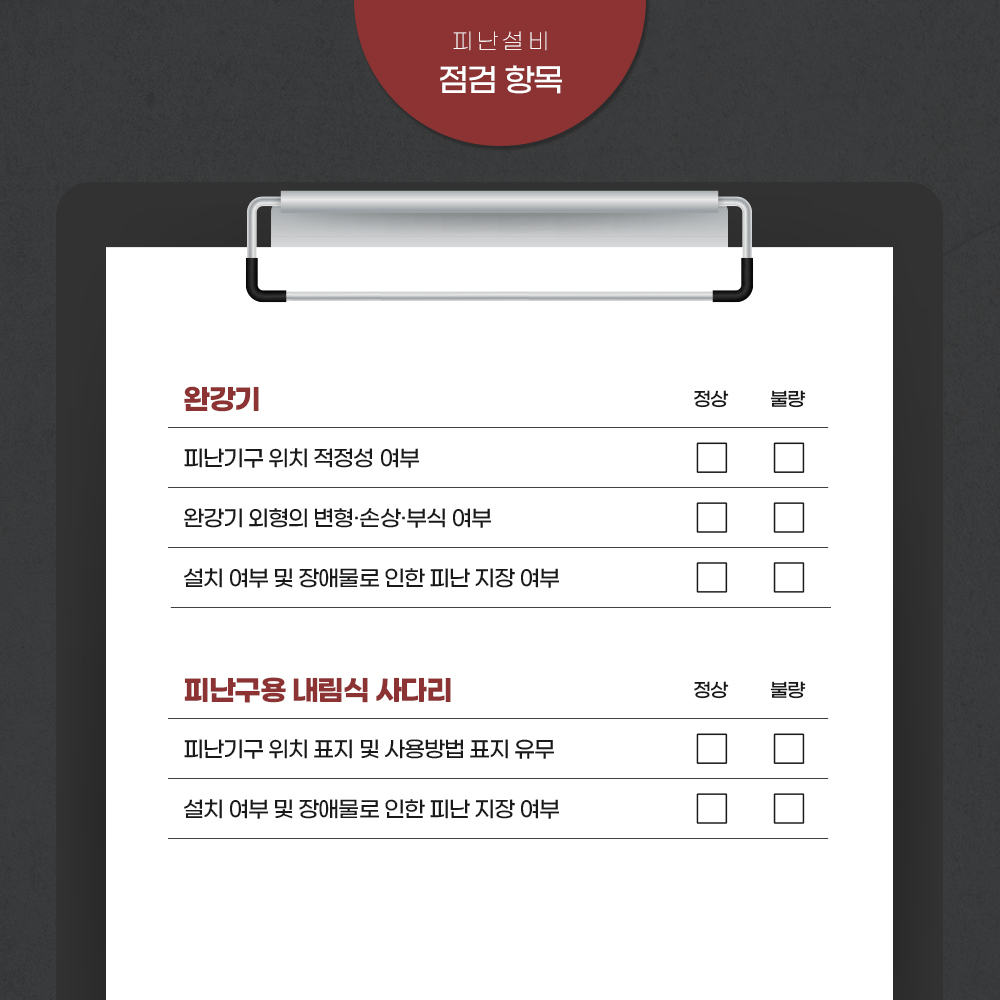 피난설비
점검 항목
완강기 정상 불량
피난기구 위치 적정성 여부
완강기 외형의 변형·손상·부식 여부
설치 여부 및 장애물로 인한 피난 지장 여부
피난구용 내림식 사다리 정상 불량
피난기구 위치 표지 및 사용방법 표지 유무
설치 여부 및 장애물로 인한 피난 지장 여부